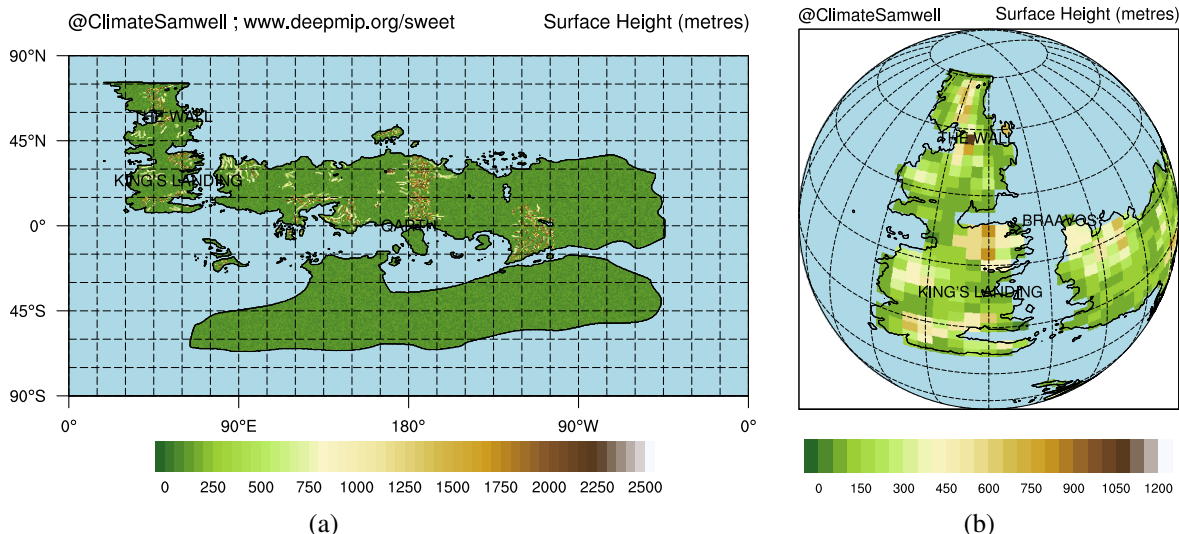 @ClimateSamwell ; www.deepmip.org/sweet Surface Height (metres)
90°N
45°N
0°
45°S
90°S
THE WALL
KING'S LANDING
QARTH
0° 90°E 180° 90°W 0°
0 250 500 750 1000 1250 1500 1750 2000 2250 2500
(a)
@ClimateSamwell Surface Height (metres)
THE WALL
BRAAVOS
KING'S LANDING
0 150 300 450 600 750 900 1050 1200
(b)